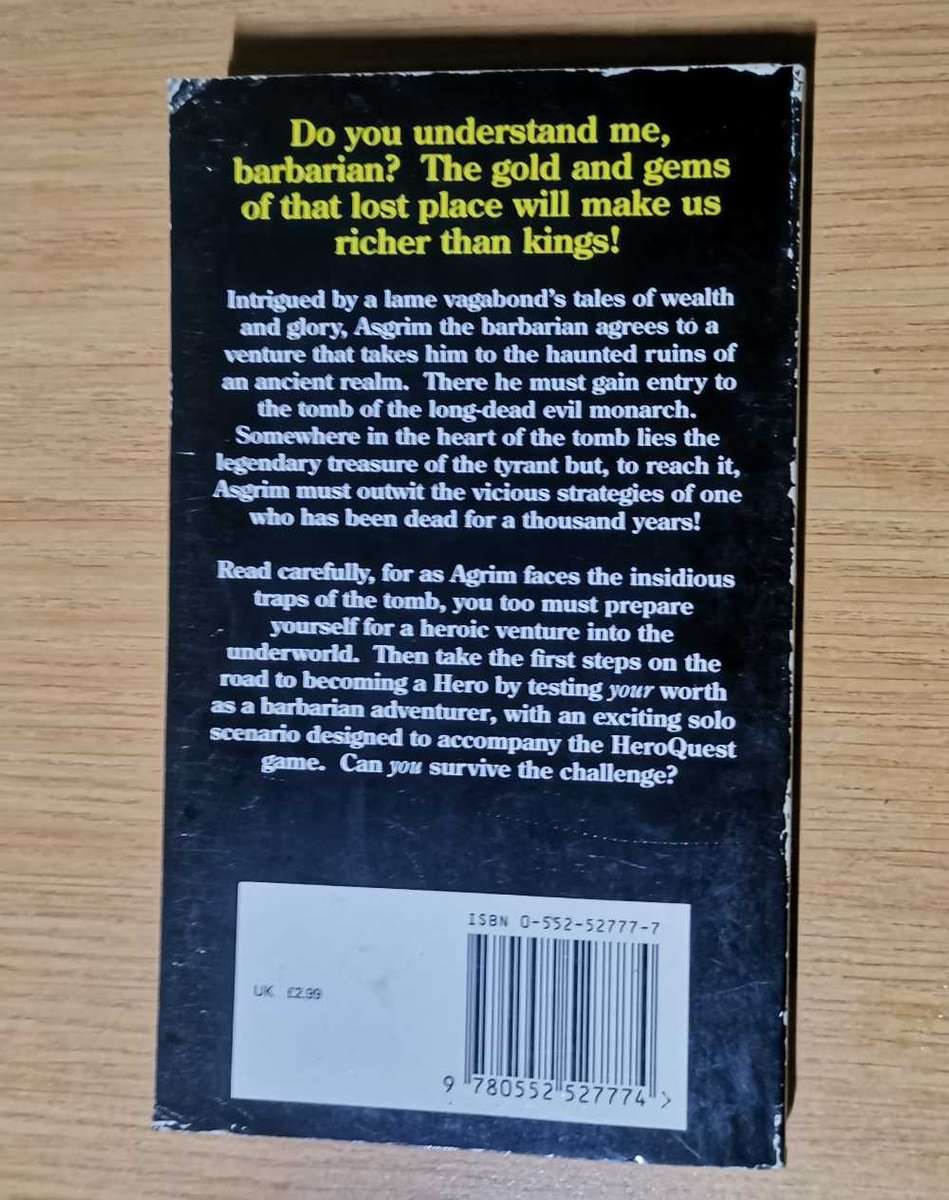 Do you understand me,
barbarian? The gold and gems
of that lost place will make us
richer than kings!
Intrigued by a lame vagabond's tales of wealth
and glory, Asgrim the barbarian agrees to a
venture that takes him to the haunted ruins of
an ancient realm. There he must gain entry to
the tomb of the long-dead evil monarch.
Somewhere in the heart of the tomb lies the
legendary treasure of the tyrant but, to reach it,
Asgrim must outwit the vicious strategies of one
who has been dead for a thousand years!
Read carefully, for as Agrim faces the insidious
traps of the tomb, you too must prepare
yourself for a heroic venture into the
underworld. Then take the first steps on the
road to becoming a Hero by testing your worth
as a barbarian adventurer, with an exciting solo
scenario designed to accompany the HeroQuest
game. Can you survive the challenge?
ISBN 0-552-52777-7
UK £2.99
9 780552 527774 >